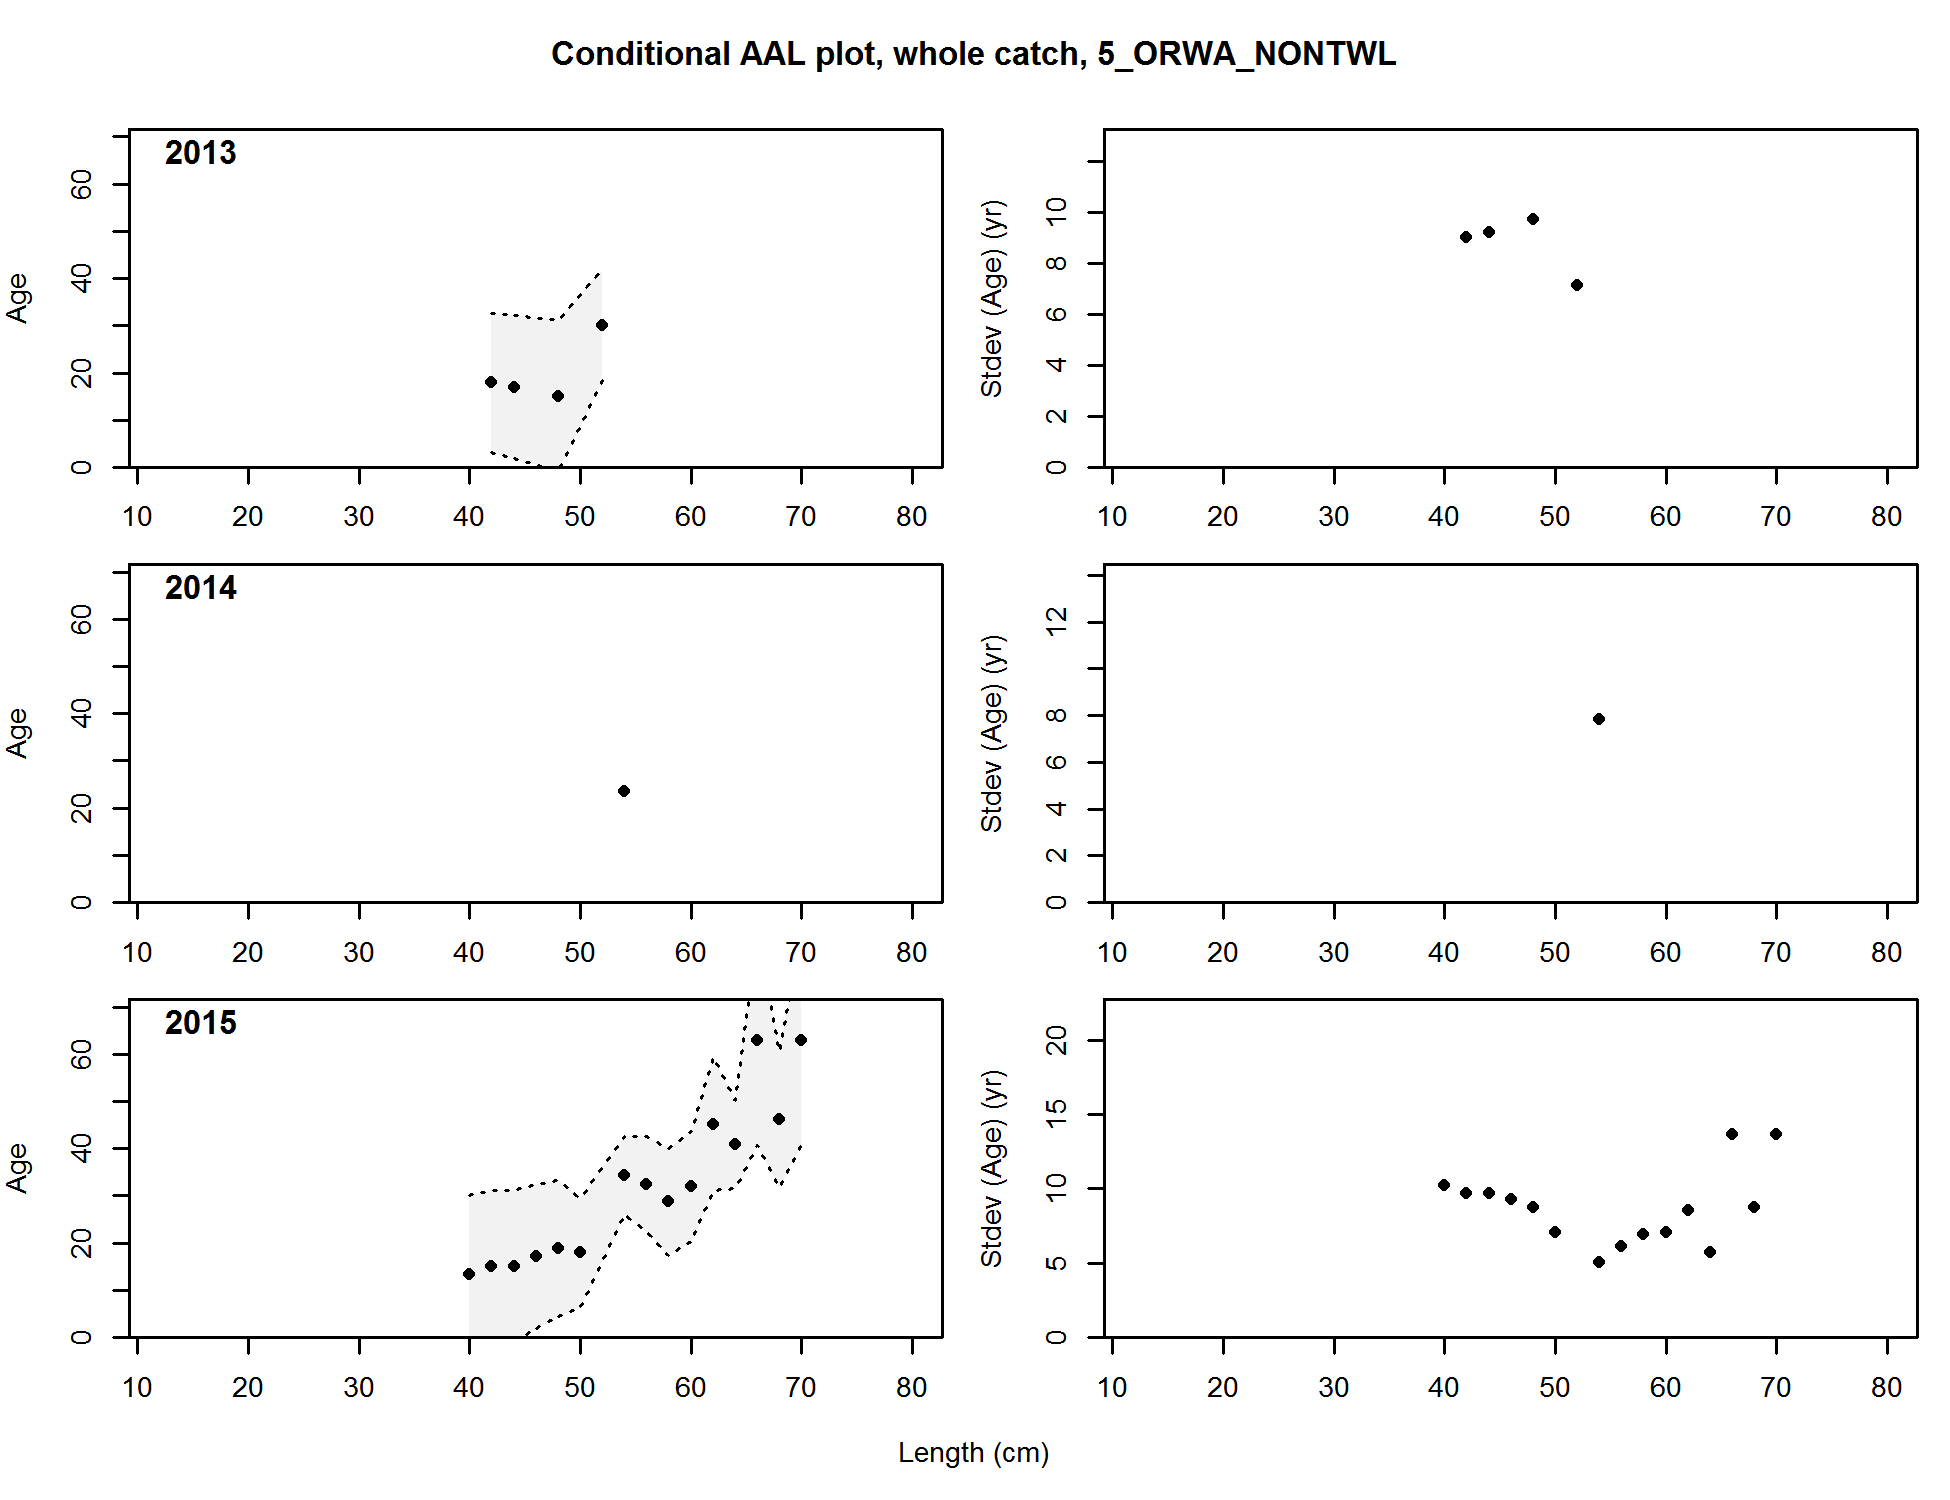 Conditional AAL plot, whole catch, 5_ORWA_NONTWL
2013
Age
0 20 40 60
10 20 30 40 50 60 70 80
Stdev (Age) (yr)
0 2 4 6 8 10
10 20 30 40 50 60 70 80
2014
Age
0 20 40 60
10 20 30 40 50 60 70 80
Stdev (Age) (yr)
0 2 4 6 8 12
10 20 30 40 50 60 70 80
2015
Age
0 20 40 60
10 20 30 40 50 60 70 80
Stdev (Age) (yr)
0 5 10 15 20
10 20 30 40 50 60 70 80
Length (cm)